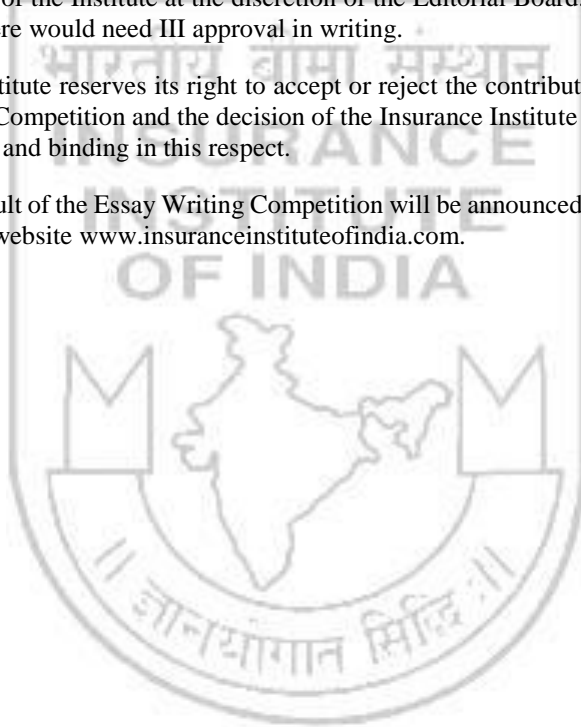 of the Institute at the discretion of the Editorial Board.
ere would need III approval in writing.
भारतीय बीमा संस्थान
titute reserves its right to accept or reject the contribut
Competition and the decision of the Insurance Institute
and binding in this respect.
INSURANCE
ult of the Essay Writing Competition will be announced
website www.insuranceinstituteofindia.com.
INSTITUTE
OF INDIA
॥ ज्ञानयोगात सिद्धि ॥